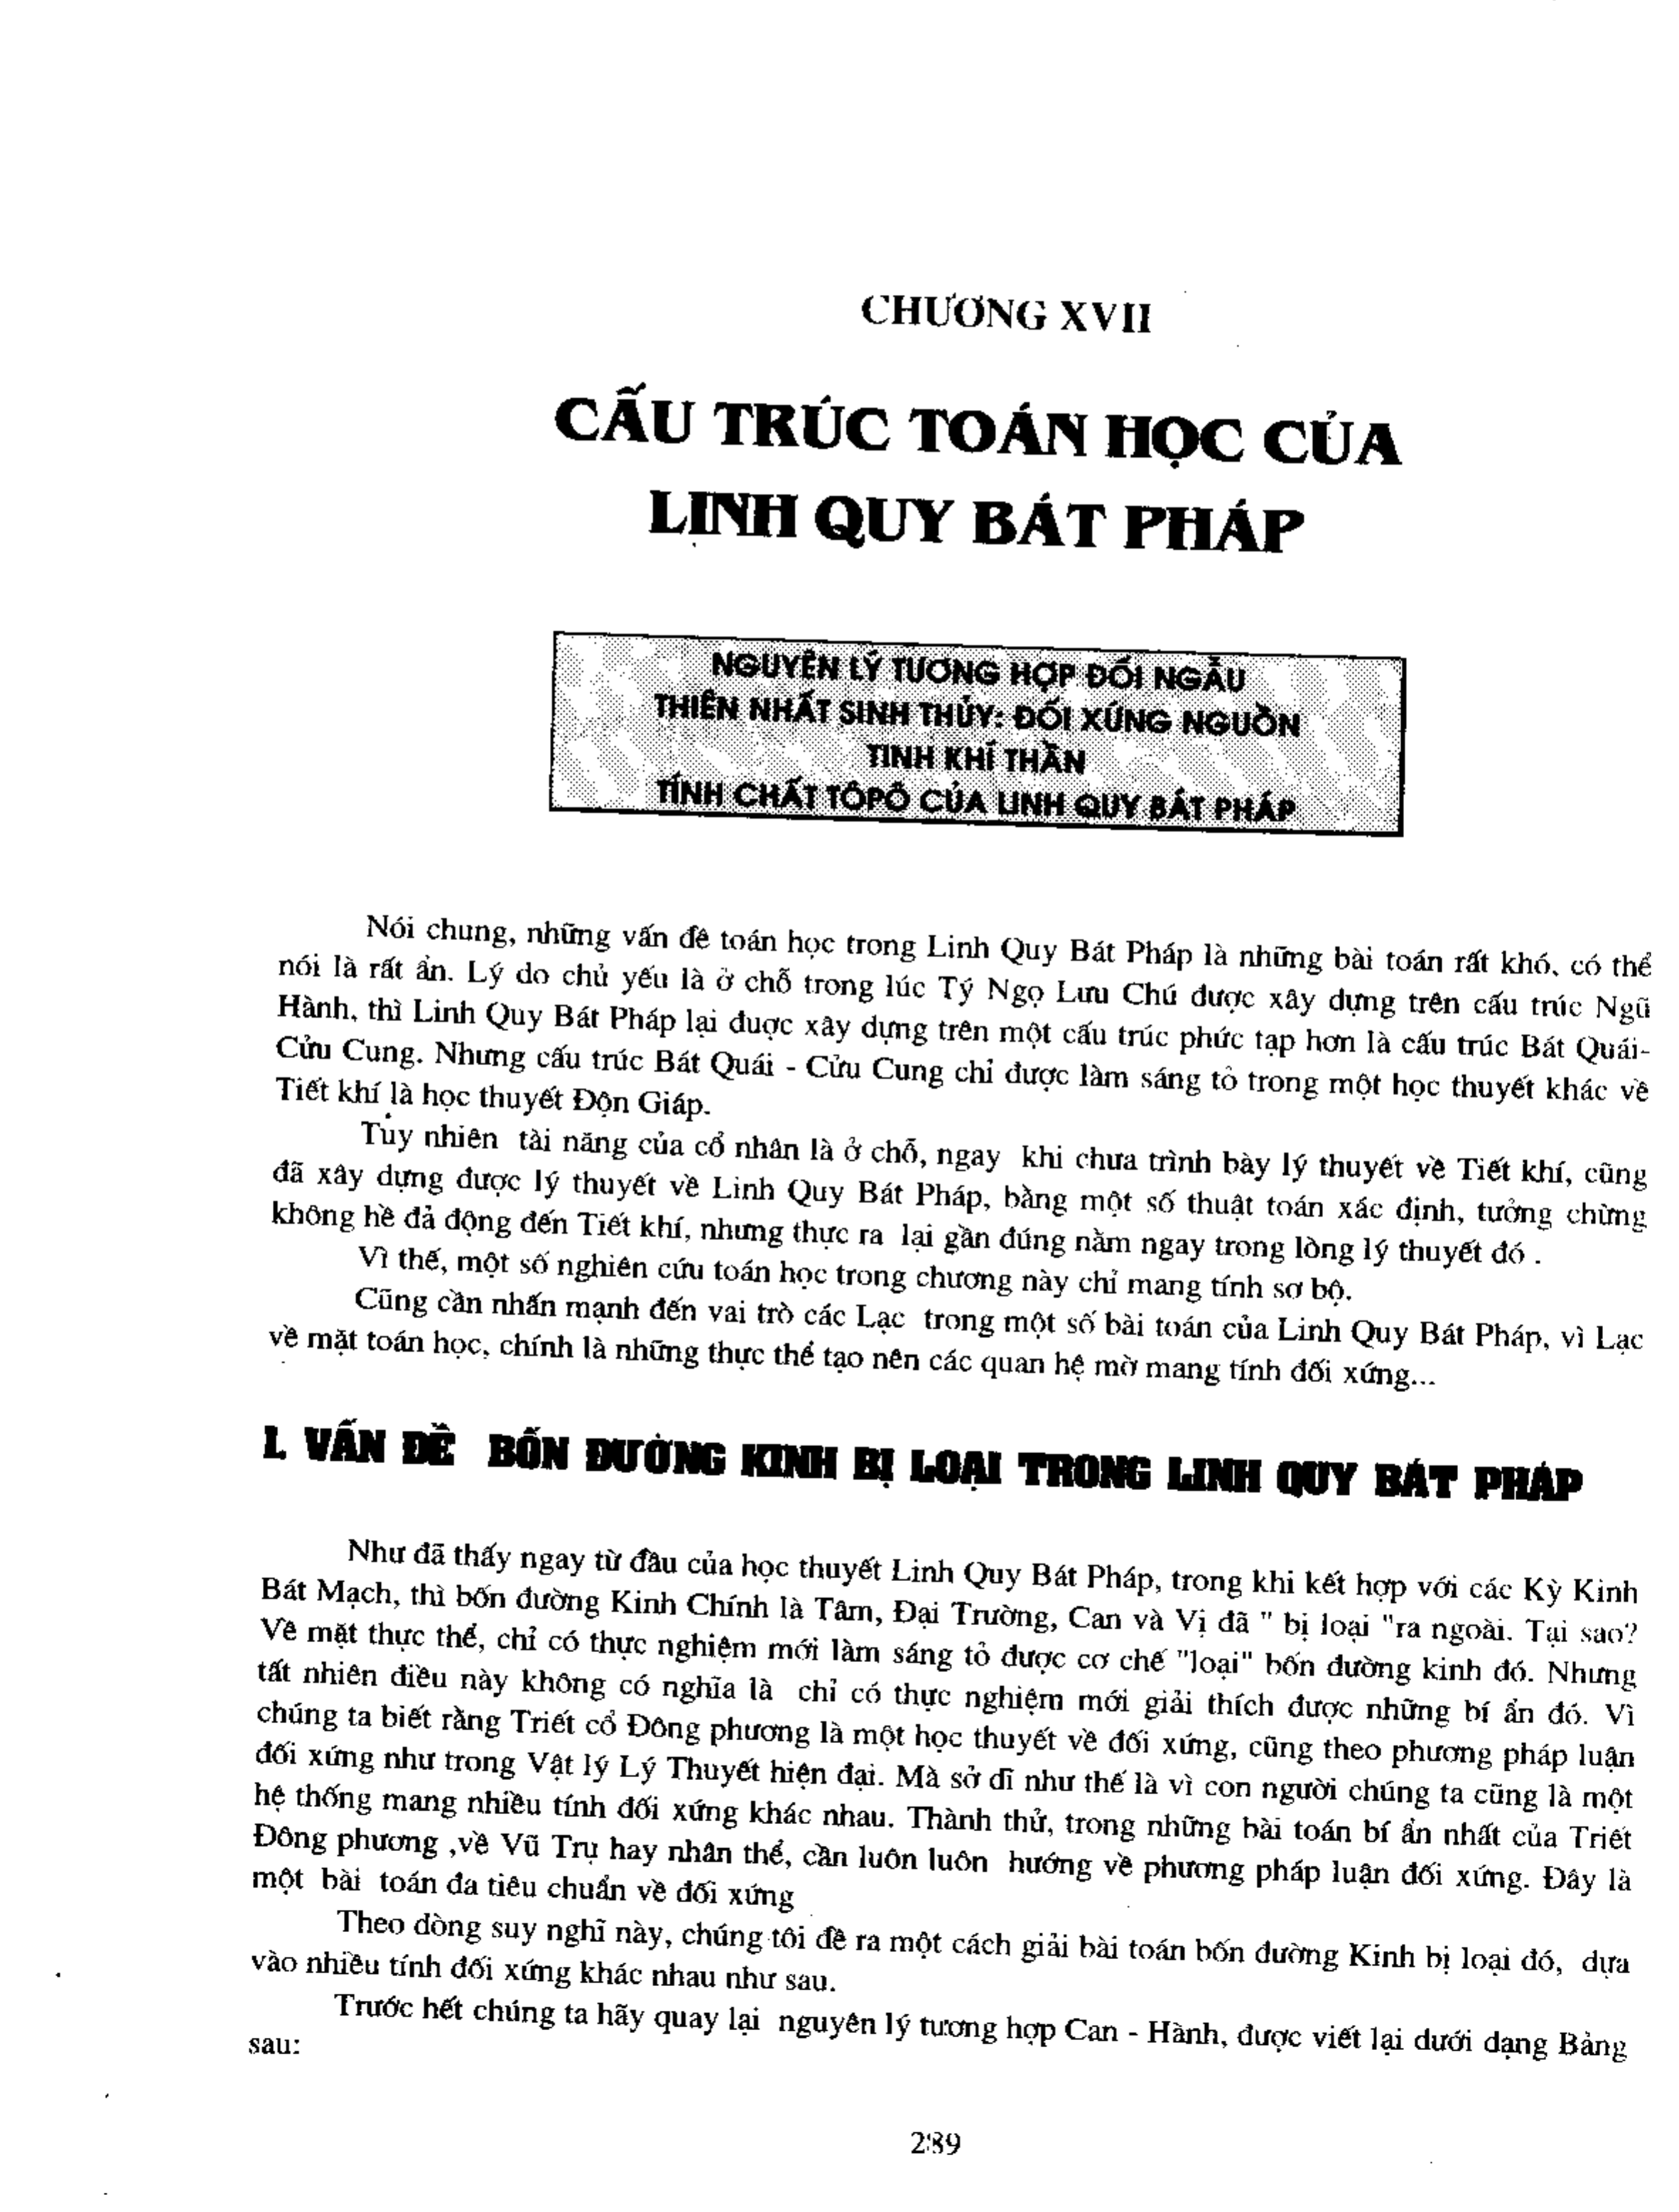 CHƯƠNG XVII
CẤU TRÚC TOÁN HỌC CỦA
LINH QUY BÁT PHÁP
NGUYÊN LÝ TƯƠNG HỢP ĐỐI NGẪU
THIÊN NHẤT SINH THỦY: ĐỐI XỨNG NGUỒN
TINH KHÍ THẦN
TÍNH CHẤT TÔPÔ CỦA LINH QUY BÁT PHÁP
Nói chung, những vấn đề toán học trong Linh Quy Bát Pháp là những bài toán rất khó, có thể
nói là rất ẩn. Lý do chủ yếu là ở chỗ trong lúc Tý Ngọ Lưu Chú được xây dựng trên cấu trúc Ngũ
Hành, thì Linh Quy Bát Pháp lại đuợc xây dựng trên một cấu trúc phức tạp hơn là cấu trúc Bát Quái-
Cửu Cung. Nhưng cấu trúc Bát Quái - Cửu Cung chỉ được làm sáng tỏ trong một học thuyết khác về
Tiết khí là học thuyết Độn Giáp.
Tuy nhiên tài năng của cổ nhân là ở chỗ, ngay khi chưa trình bày lý thuyết về Tiết khí, cũng
đã xây dựng được lý thuyết về Linh Quy Bát Pháp, bằng một số thuật toán xác định, tưởng chừng
không hề đả động đến Tiết khí, nhưng thực ra lại gần đúng nằm ngay trong lòng lý thuyết đó .
Vì thế, một số nghiên cứu toán học trong chương này chỉ mang tính sơ bộ.
Cũng cần nhấn mạnh đến vai trò các Lạc trong một số bài toán của Linh Quy Bát Pháp, vì Lạc
về mặt toán học, chính là những thực thể tạo nên các quan hệ mờ mang tính đối xứng...
I. VẤN ĐỀ BỐN ĐƯỜNG KINH BỊ LOẠI TRONG LINH QUY BÁT PHÁP
Như đã thấy ngay từ đầu của học thuyết Linh Quy Bát Pháp, trong khi kết hợp với các Kỳ Kinh
Bát Mạch, thì bốn đường Kinh Chính là Tâm, Đại Trường, Can và Vị đã " bị loại "ra ngoài. Tại sao?
Về mặt thực thể, chỉ có thực nghiệm mới làm sáng tỏ được cơ chế "loại" bốn đường kinh đó. Nhưng
tất nhiên điều này không có nghĩa là chỉ có thực nghiệm mới giải thích được những bí ẩn đó. Vì
chúng ta biết rằng Triết cổ Đông phương là một học thuyết về đối xứng, cũng theo phương pháp luận
đối xứng như trong Vật lý Lý Thuyết hiện đại. Mà sở dĩ như thế là vì con người chúng ta cũng là một
hệ thống mang nhiều tính đối xứng khác nhau. Thành thử, trong những bài toán bí ẩn nhất của Triết
Đông phương ,về Vũ Trụ hay nhân thể, cần luôn luôn hướng về phương pháp luận đối xứng. Đây là
một bài toán đa tiêu chuẩn về đối xứng
Theo dòng suy nghĩ này, chúng tôi đề ra một cách giải bài toán bốn đường Kinh bị loại đó, dựa
vào nhiều tính đối xứng khác nhau như sau.
Trước hết chúng ta hãy quay lại nguyên lý tương hợp Can - Hành, được viết lại dưới dạng Bảng
sau:
289